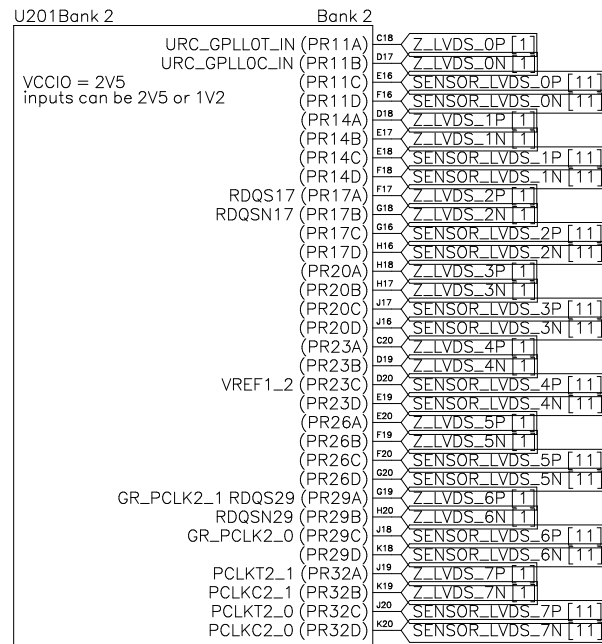 U201Bank 2 Bank 2
VCCIO = 2V5
inputs can be 2V5 or 1V2
URC_GPLL0T_IN (PR11A) C18 Z_LVDS_0P [1]
URC_GPLL0C_IN (PR11B) D17 Z_LVDS_0N [1]
(PR11C) E16 SENSOR_LVDS_0P [11]
(PR11D) F16 SENSOR_LVDS_0N [11]
(PR14A) D18 Z_LVDS_1P [1]
(PR14B) E17 Z_LVDS_1N [1]
(PR14C) E18 SENSOR_LVDS_1P [11]
(PR14D) F18 SENSOR_LVDS_1N [11]
RDQS17 (PR17A) F17 Z_LVDS_2P [1]
RDQSN17 (PR17B) G18 Z_LVDS_2N [1]
(PR17C) G16 SENSOR_LVDS_2P [11]
(PR17D) H16 SENSOR_LVDS_2N [11]
(PR20A) H18 Z_LVDS_3P [1]
(PR20B) H17 Z_LVDS_3N [1]
(PR20C) J17 SENSOR_LVDS_3P [11]
(PR20D) J16 SENSOR_LVDS_3N [11]
(PR23A) C20 Z_LVDS_4P [1]
(PR23B) D19 Z_LVDS_4N [1]
VREF1_2 (PR23C) D20 SENSOR_LVDS_4P [11]
(PR23D) E19 SENSOR_LVDS_4N [11]
(PR26A) E20 Z_LVDS_5P [1]
(PR26B) F19 Z_LVDS_5N [1]
(PR26C) F20 SENSOR_LVDS_5P [11]
(PR26D) G20 SENSOR_LVDS_5N [11]
GR_PCLK2_1 RDQS29 (PR29A) G19 Z_LVDS_6P [1]
RDQSN29 (PR29B) H20 Z_LVDS_6N [1]
GR_PCLK2_0 (PR29C) J18 SENSOR_LVDS_6P [11]
(PR29D) K18 SENSOR_LVDS_6N [11]
PCLKT2_1 (PR32A) J19 Z_LVDS_7P [1]
PCLKC2_1 (PR32B) K19 Z_LVDS_7N [1]
PCLKT2_0 (PR32C) J20 SENSOR_LVDS_7P [11]
PCLKC2_0 (PR32D) K20 SENSOR_LVDS_7N [11]